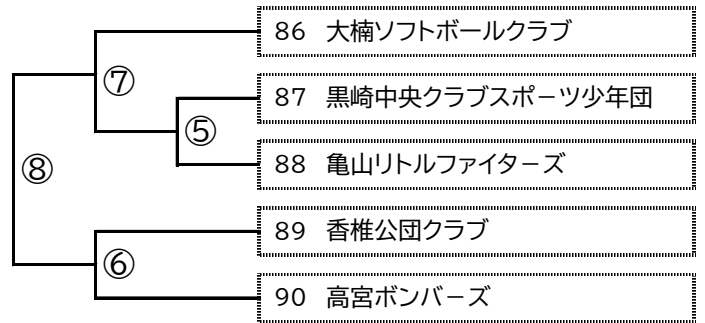 86 大楠ソフトボールクラブ
⑦
87 黒崎中央クラブスポーツ少年団
⑤
88 亀山リトルファイターズ
⑧
89 香椎公団クラブ
⑥
90 高宮ボンバーズ